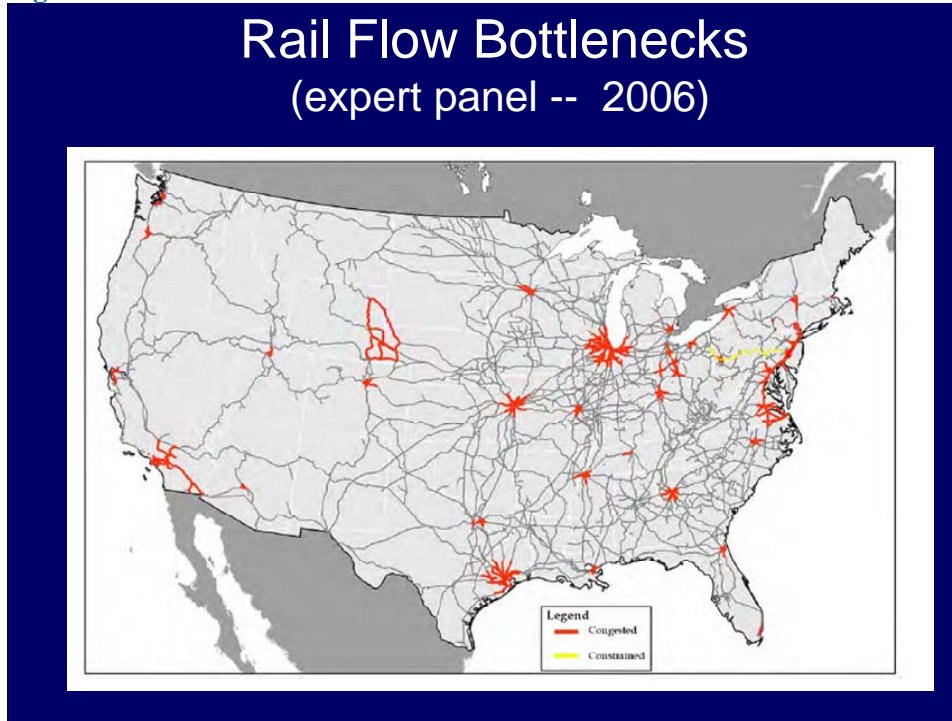 Rail Flow Bottlenecks
(expert panel -- 2006)
Legend
Congested
Constrained